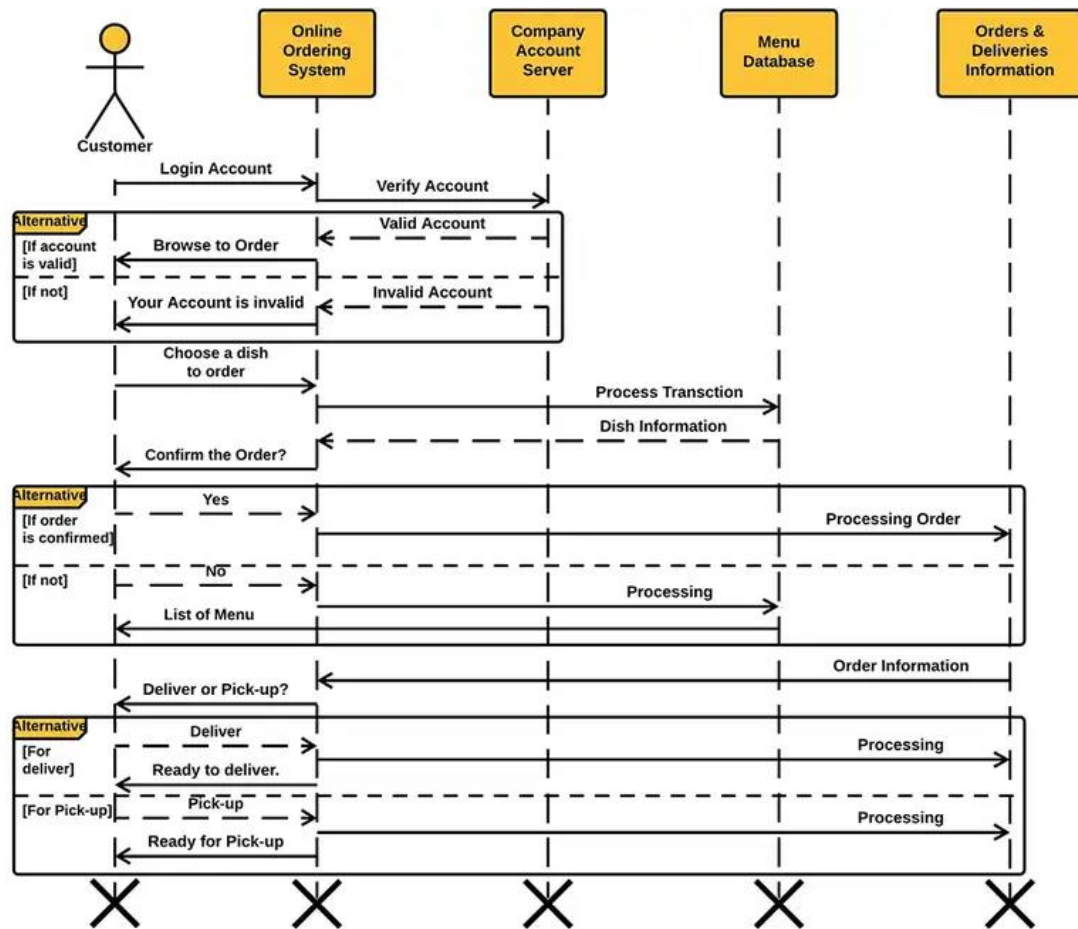 Online
Ordering
System
Company
Account
Server
Menu
Database
Orders &
Deliveries
Information
Customer
Login Account
Verify Account
Alternative
Valid Account
[If account
is valid]
Browse to Order
[If not]
Invalid Account
Your Account is invalid
Choose a dish
to order
Process Transction
Dish Information
Confirm the Order?
Alternative
Yes
[If order
is confirmed]
Processing Order
[If not]
No
Processing
List of Menu
Order Information
Deliver or Pick-up?
Alternative
Deliver
[For
deliver]
Processing
Ready to deliver.
[For Pick-up]
Pick-up
Processing
Ready for Pick-up